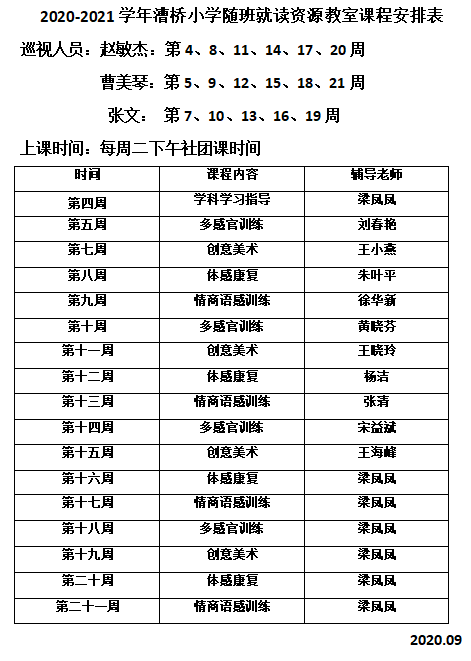 2020-2021 学年漕桥小学随班就读资源教室课程安排表
巡视人员：赵敏杰：第 4、8、11、14、17、20 周
曹美琴：第 5、9、12、15、18、21 周
张文： 第 7、10、13、16、19 周
上课时间：每周二下午社团课时间
时间 课程内容 辅导老师
第四周 学科学习指导 梁凤凤
第五周 多感官训练 刘春艳
第七周 创意美术 王小燕
第八周 体感康复 朱叶平
第九周 情商语感训练 徐华新
第十周 多感官训练 黄晓芬
第十一周 创意美术 王晓玲
第十二周 体感康复 杨洁
第十三周 情商语感训练 张清
第十四周 多感官训练 宋益斌
第十五周 创意美术 王海峰
第十六周 体感康复 梁凤凤
第十七周 情商语感训练 梁凤凤
第十八周 多感官训练 梁凤凤
第十九周 创意美术 梁凤凤
第二十周 体感康复 梁凤凤
第二十一周 情商语感训练 梁凤凤
2020.09